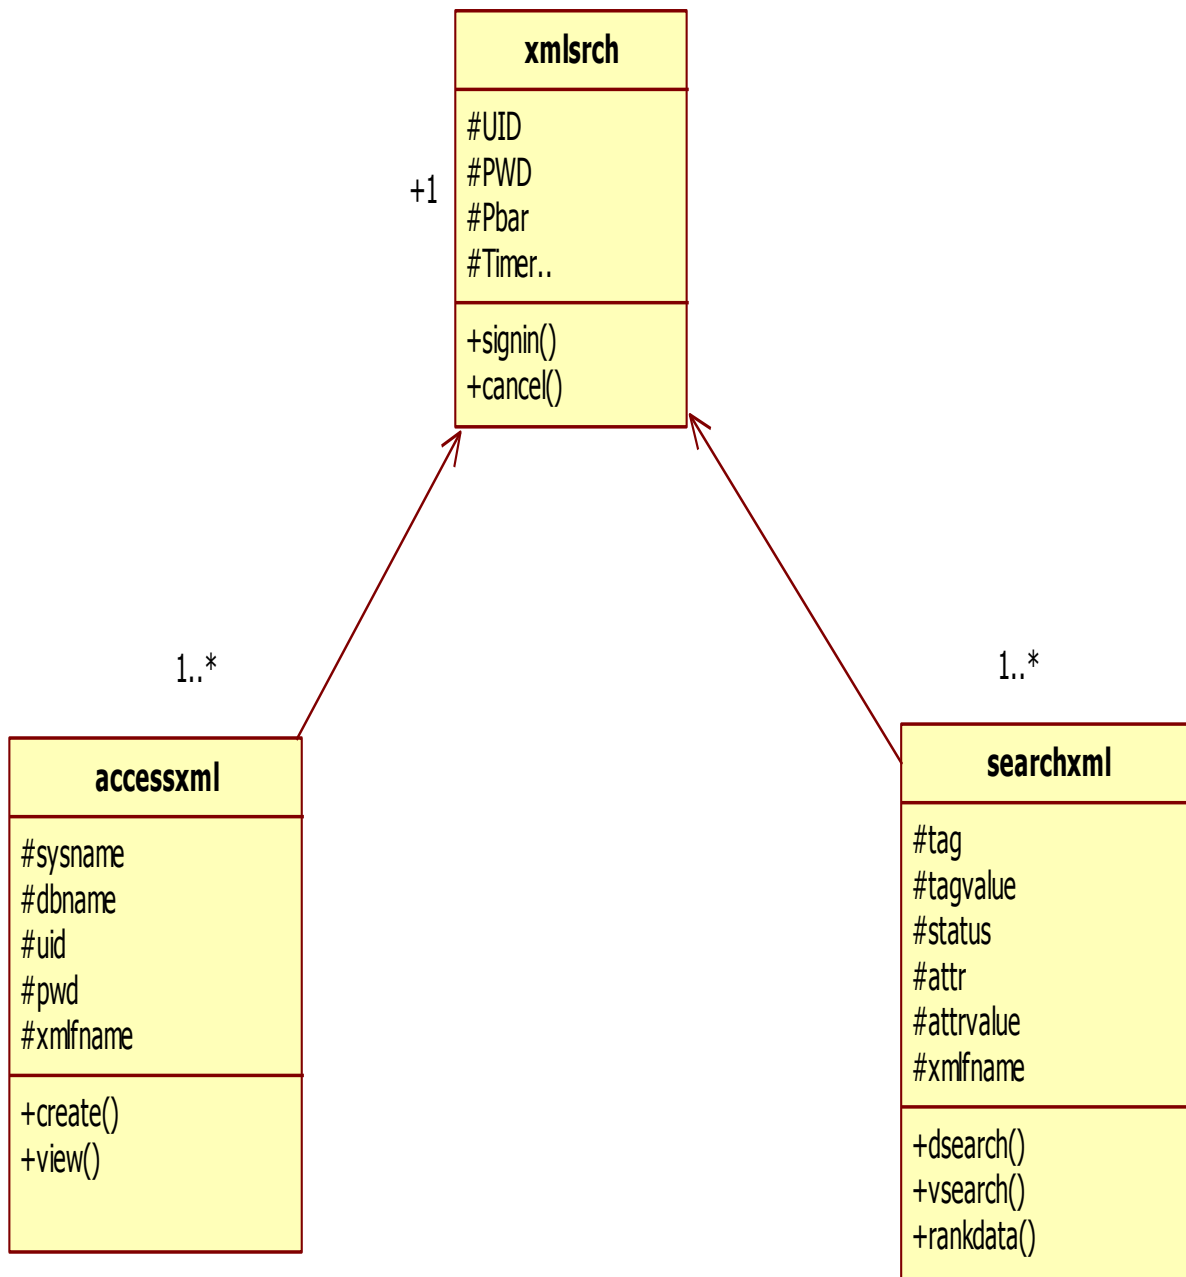 xmlsrch
#UID
#PWD
#Pbar
#Timer..
+1
+signin()
+cancel()
1..*
1..*
accessxml
#sysname
#dbname
#uid
#pwd
#xmlfname
+create()
+view()
searchxml
#tag
#tagvalue
#status
#attr
#attrvalue
#xmlfname
+dsearch()
+vsearch()
+rankdata()